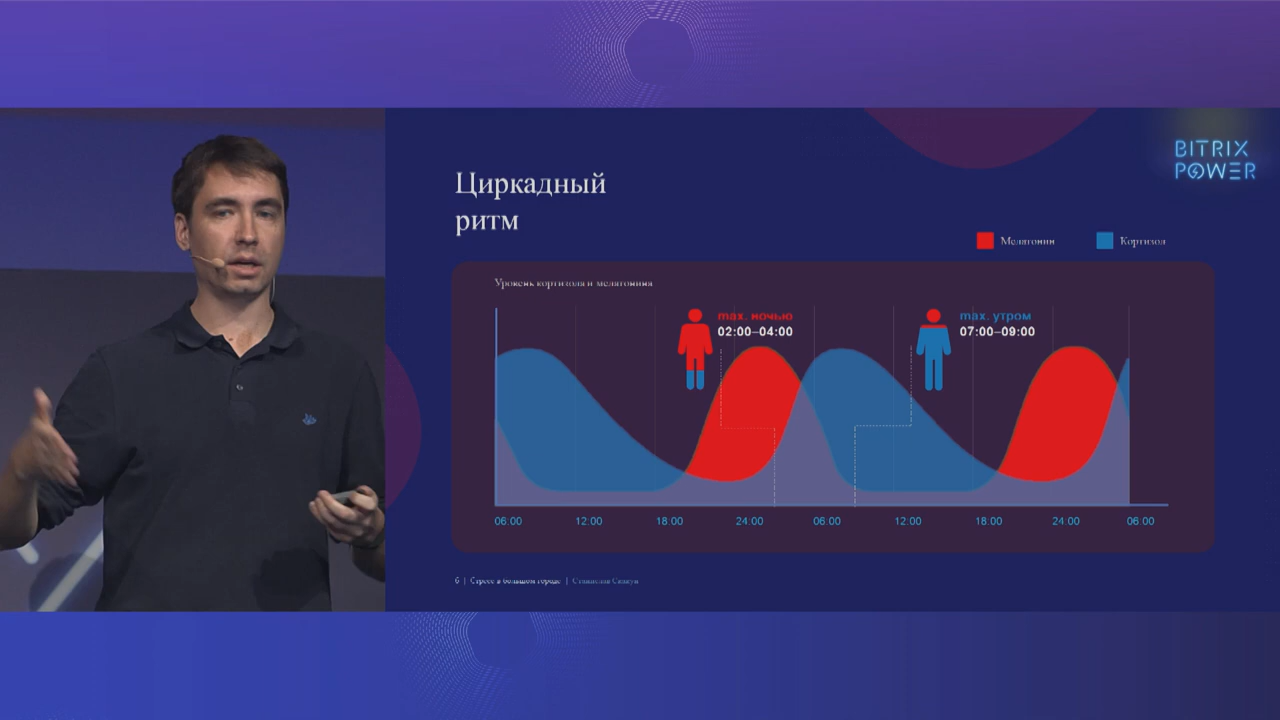 BITRIX
POWER
Циркадный
ритм
Мелатонин
Кортизол
Уровень кортизола и мелатонина
max. ночью
02:00–04:00
max. утром
07:00–09:00
06:00
12:00
18:00
24:00
06:00
12:00
18:00
24:00
06:00
6 | Стресс в большом городе | Станислав